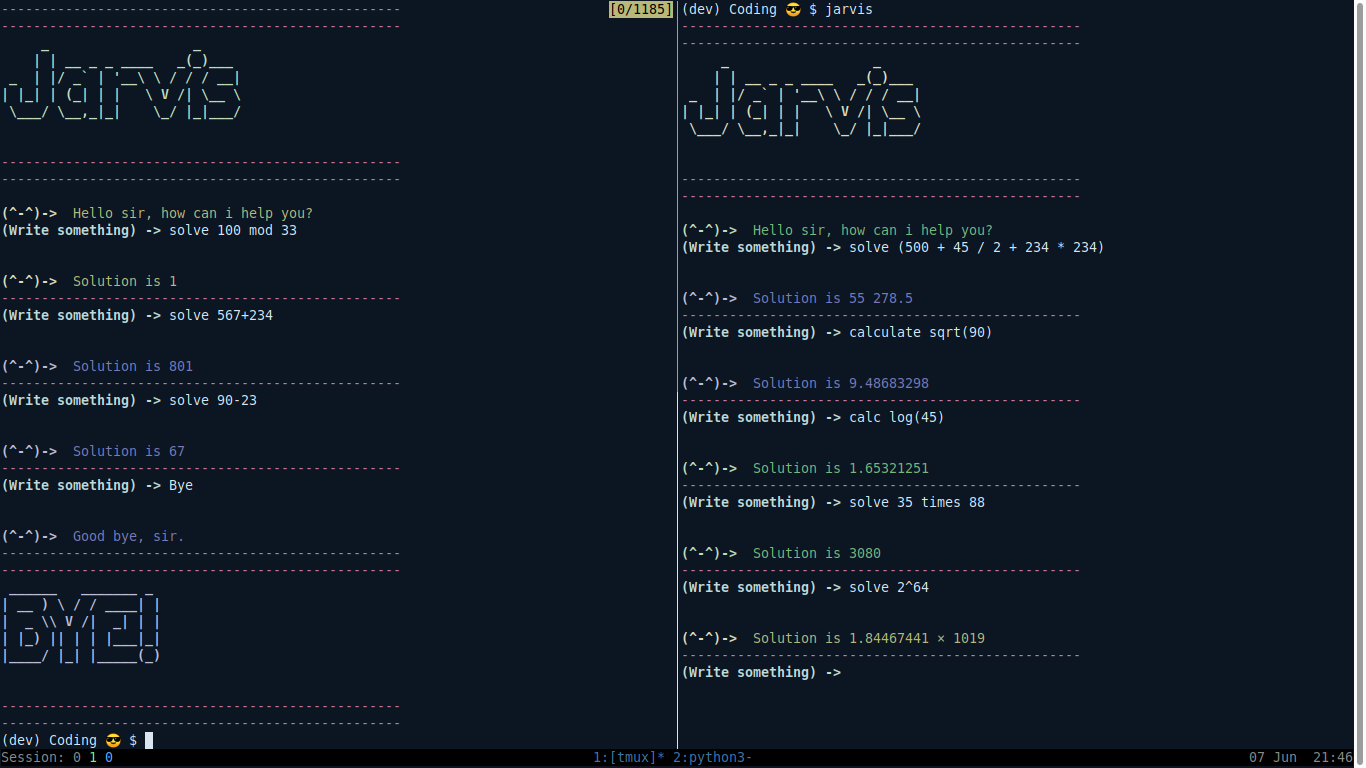 --------------------------------------------------
--------------------------------------------------
Jarvis
--------------------------------------------------
--------------------------------------------------
(^-^)-> Hello sir, how can i help you?
(Write something) -> solve 100 mod 33
(^-^)-> Solution is 1
--------------------------------------------------
(Write something) -> solve 567+234
(^-^)-> Solution is 801
--------------------------------------------------
(Write something) -> solve 90-23
(^-^)-> Solution is 67
--------------------------------------------------
(Write something) -> Bye
(^-^)-> Good bye, sir.
--------------------------------------------------
--------------------------------------------------
BYE!
--------------------------------------------------
--------------------------------------------------
(dev) Coding 😎 $
[0/1185]
(dev) Coding 😎 $ jarvis
--------------------------------------------------
--------------------------------------------------
Jarvis
--------------------------------------------------
--------------------------------------------------
(^-^)-> Hello sir, how can i help you?
(Write something) -> solve (500 + 45 / 2 + 234 * 234)
(^-^)-> Solution is 55 278.5
--------------------------------------------------
(Write something) -> calculate sqrt(90)
(^-^)-> Solution is 9.48683298
--------------------------------------------------
(Write something) -> calc log(45)
(^-^)-> Solution is 1.65321251
--------------------------------------------------
(Write something) -> solve 35 times 88
(^-^)-> Solution is 3080
--------------------------------------------------
(Write something) -> solve 2^64
(^-^)-> Solution is 1.84467441 × 1019
--------------------------------------------------
(Write something) ->
Session: 0 1 0 1:[tmux]* 2:python3- 07 Jun 21:46